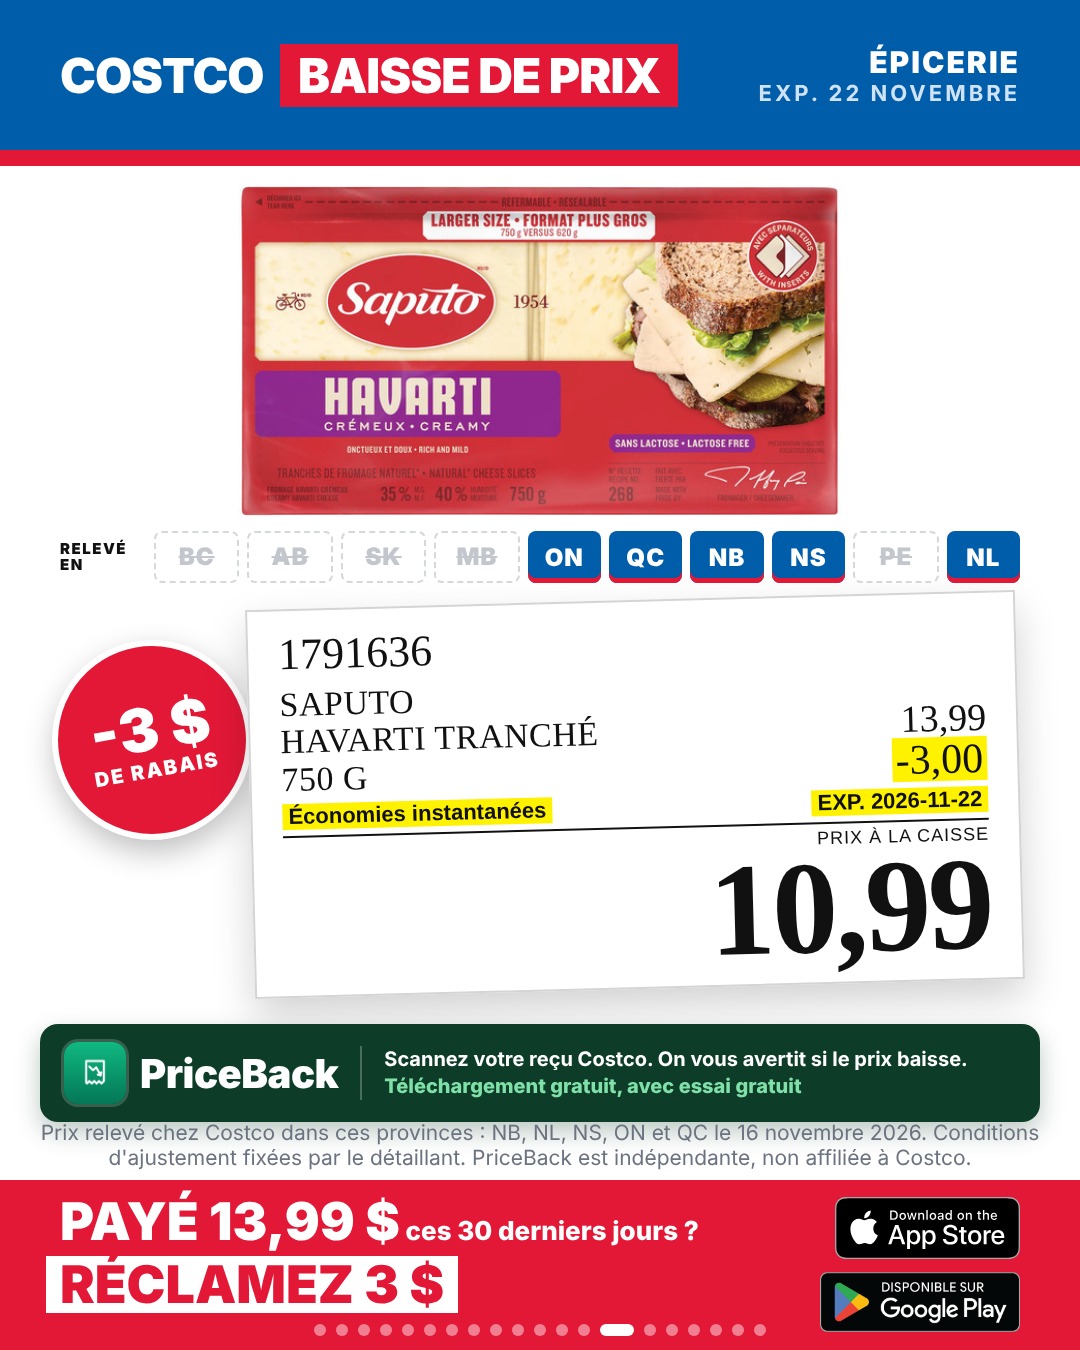 COSTCO BAISSE DE PRIX
ÉPICERIE
EXP. 22 NOVEMBRE
REFERMABLE • RESEALABLE
LARGER SIZE • FORMAT PLUS GROS
750 g VERSUS 620 g
AVEC SÉPARATEURS
WITH INSERTS
Saputo
1954
HAVARTI
CRÉMEUX • CREAMY
ONCTUEUX ET DOUX • RICH AND MILD
SANS LACTOSE • LACTOSE FREE
TRANCHES DE FROMAGE NATUREL* • NATURAL* CHEESE SLICES
35 % M.G. M.F. 40 % HUMIDITÉ MOISTURE 750 g
268
RELEVÉ EN
BC AB SK MB ON QC NB NS PE NL
1791636
SAPUTO
HAVARTI TRANCHÉ
750 G
13,99
-3,00
Économies instantanées
EXP. 2026-11-22
PRIX À LA CAISSE
10,99
-3 $
DE RABAIS
PriceBack
Scannez votre reçu Costco. On vous avertit si le prix baisse.
Téléchargement gratuit, avec essai gratuit
Prix relevé chez Costco dans ces provinces : NB, NL, NS, ON et QC le 16 novembre 2026. Conditions
d'ajustement fixées par le détaillant. PriceBack est indépendante, non affiliée à Costco.
PAYÉ 13,99 $ ces 30 derniers jours ?
RÉCLAMEZ 3 $
Download on the
App Store
DISPONIBLE SUR
Google Play